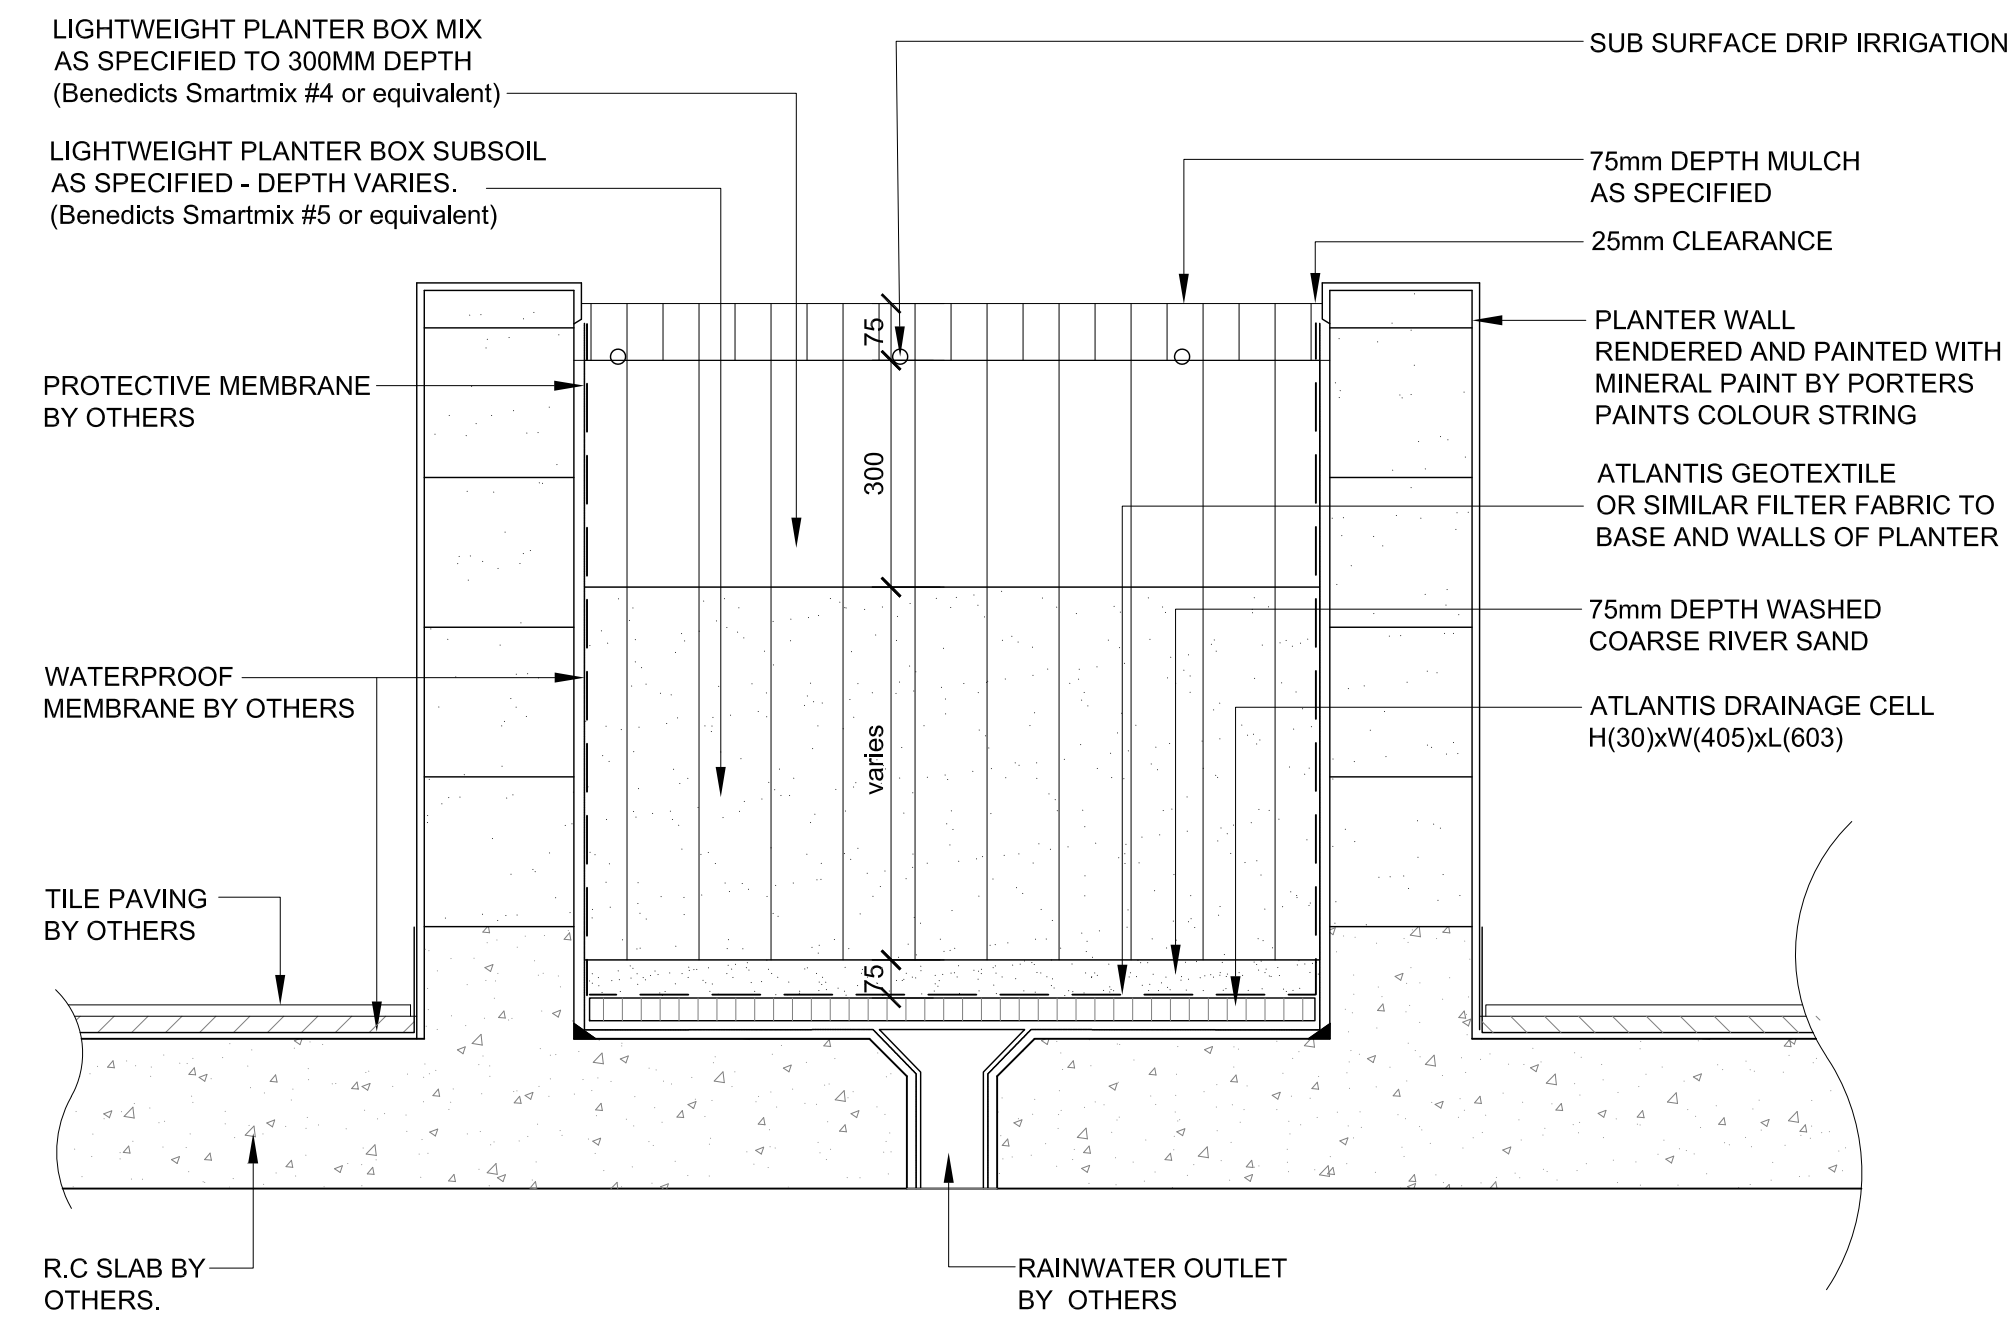 LIGHTWEIGHT PLANTER BOX MIX
AS SPECIFIED TO 300MM DEPTH
(Benedicts Smartmix #4 or equivalent)
LIGHTWEIGHT PLANTER BOX SUBSOIL
AS SPECIFIED - DEPTH VARIES.
(Benedicts Smartmix #5 or equivalent)
PROTECTIVE MEMBRANE
BY OTHERS
WATERPROOF
MEMBRANE BY OTHERS
TILE PAVING
BY OTHERS
R.C SLAB BY
OTHERS.
75
300
varies
75
RAINWATER OUTLET
BY OTHERS
SUB SURFACE DRIP IRRIGATION
75mm DEPTH MULCH
AS SPECIFIED
25mm CLEARANCE
PLANTER WALL
RENDERED AND PAINTED WITH
MINERAL PAINT BY PORTERS
PAINTS COLOUR STRING
ATLANTIS GEOTEXTILE
OR SIMILAR FILTER FABRIC TO
BASE AND WALLS OF PLANTER
75mm DEPTH WASHED
COARSE RIVER SAND
ATLANTIS DRAINAGE CELL
H(30)xW(405)xL(603)